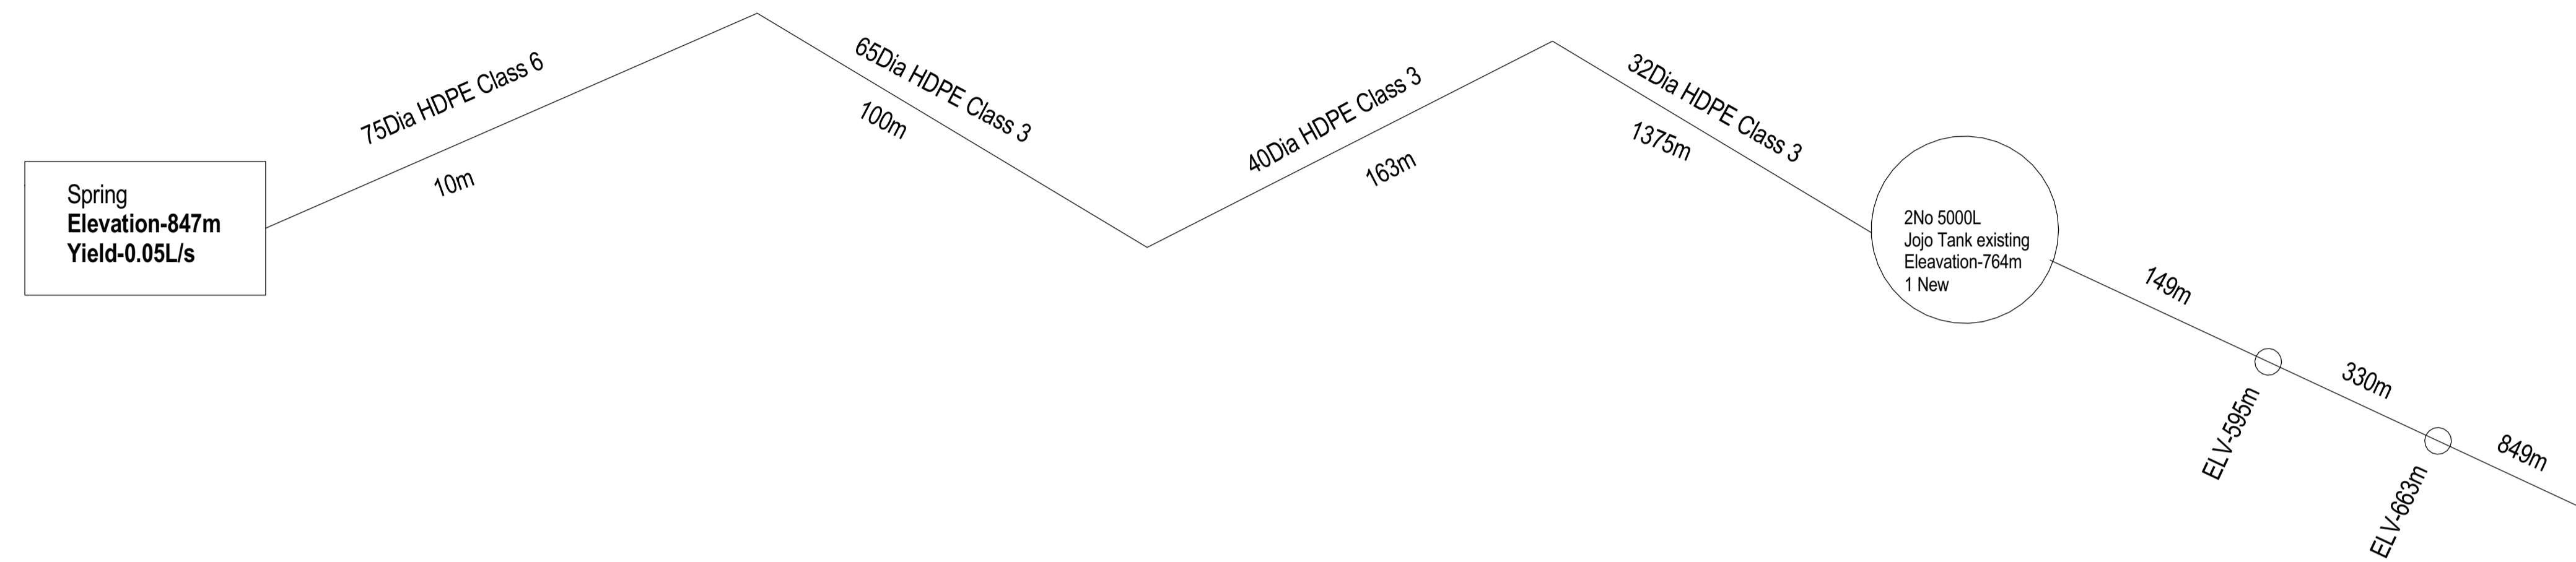 Spring
Elevation-847m
Yield-0.05L/s
75Dia HDPE Class 6
10m
65Dia HDPE Class 3
100m
40Dia HDPE Class 3
163m
32Dia HDPE Class 3
1375m
2No 5000L
Jojo Tank existing
Eleavation-764m
1 New
149m
ELV-595m
330m
ELV-663m
849m